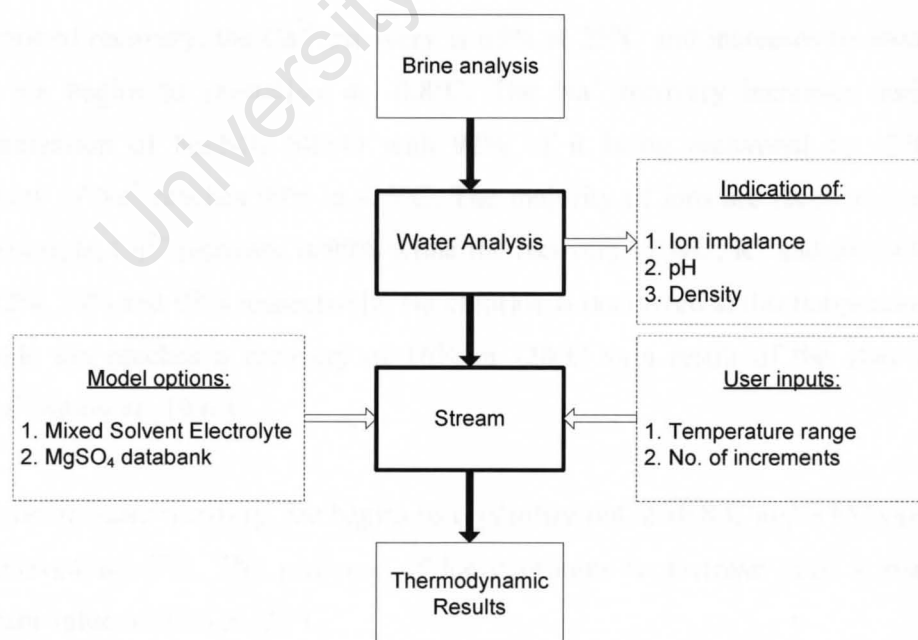 University
Brine analysis
Water Analysis
Indication of:
1. Ion imbalance
2. pH
3. Density
Model options:
1. Mixed Solvent Electrolyte
2. MgSO₄ databank
Stream
User inputs:
1. Temperature range
2. No. of increments
Thermodynamic
Results